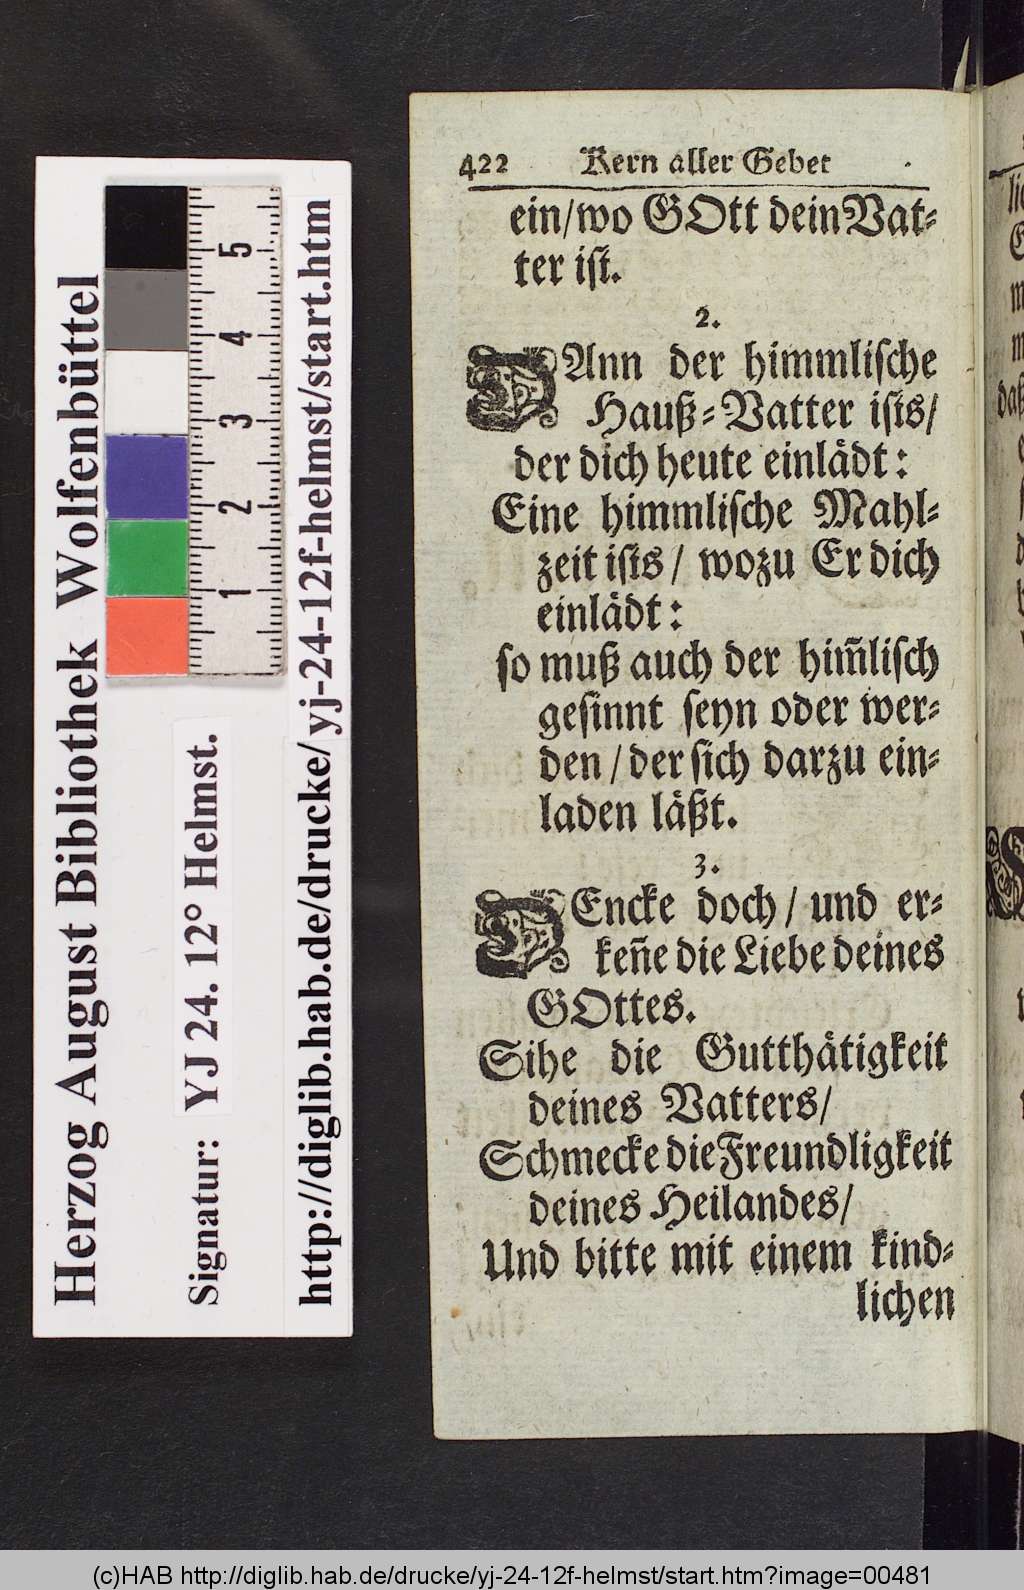 422 Kern aller Gebet
ein/wo GOtt dein Vat⸗
ter iſt.
2.
DAnn der himmliſche
Hauß⸗Vatter iſts/
der dich heute einlädt:
Eine himmliſche Mahl⸗
zeit iſts/ wozu Er dich
einlädt:
ſo muß auch der him̃liſch
geſinnt ſeyn oder wer⸗
den/der ſich darzu ein⸗
laden läßt.
3.
DEncke doch/ und er⸗
ken̄e die Liebe deines
GOttes.
Sihe die Gutthätigkeit
deines Vatters/
Schmecke die Freundligkeit
deines Heilandes/
Und bitte mit einem kind⸗
lichen
Herzog August Bibliothek Wolfenbüttel
Signatur: YJ 24. 12° Helmst.
http://diglib.hab.de/drucke/yj-24-12f-helmst/start.htm
5
4
3
2
1
(c)HAB http://diglib.hab.de/drucke/yj-24-12f-helmst/start.htm?image=00481